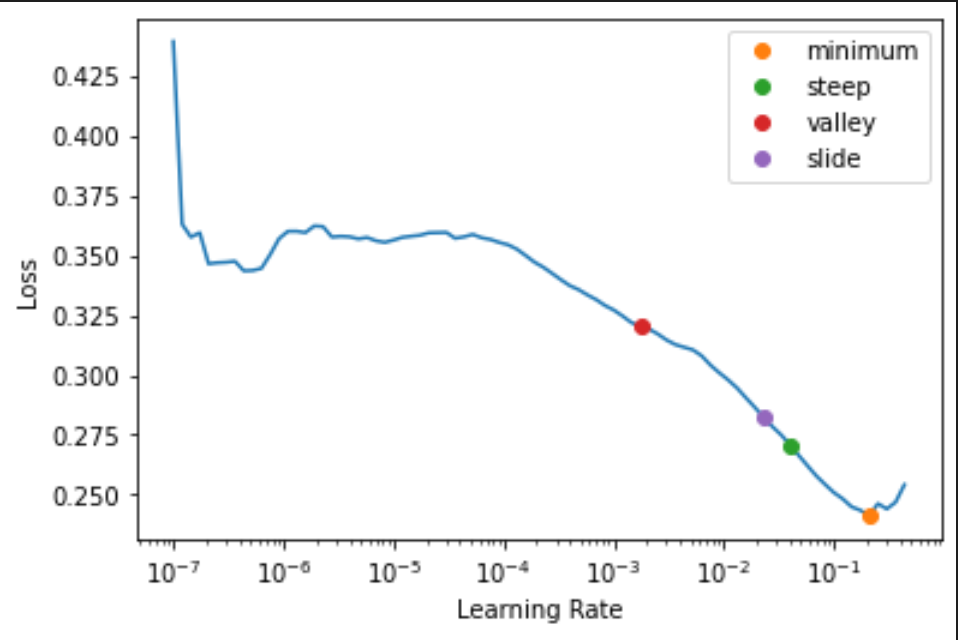 minimum
steep
valley
slide
0.425
0.400
0.375
0.350
0.325
0.300
0.275
0.250
Loss
10⁻⁷ 10⁻⁶ 10⁻⁵ 10⁻⁴ 10⁻³ 10⁻² 10⁻¹
Learning Rate